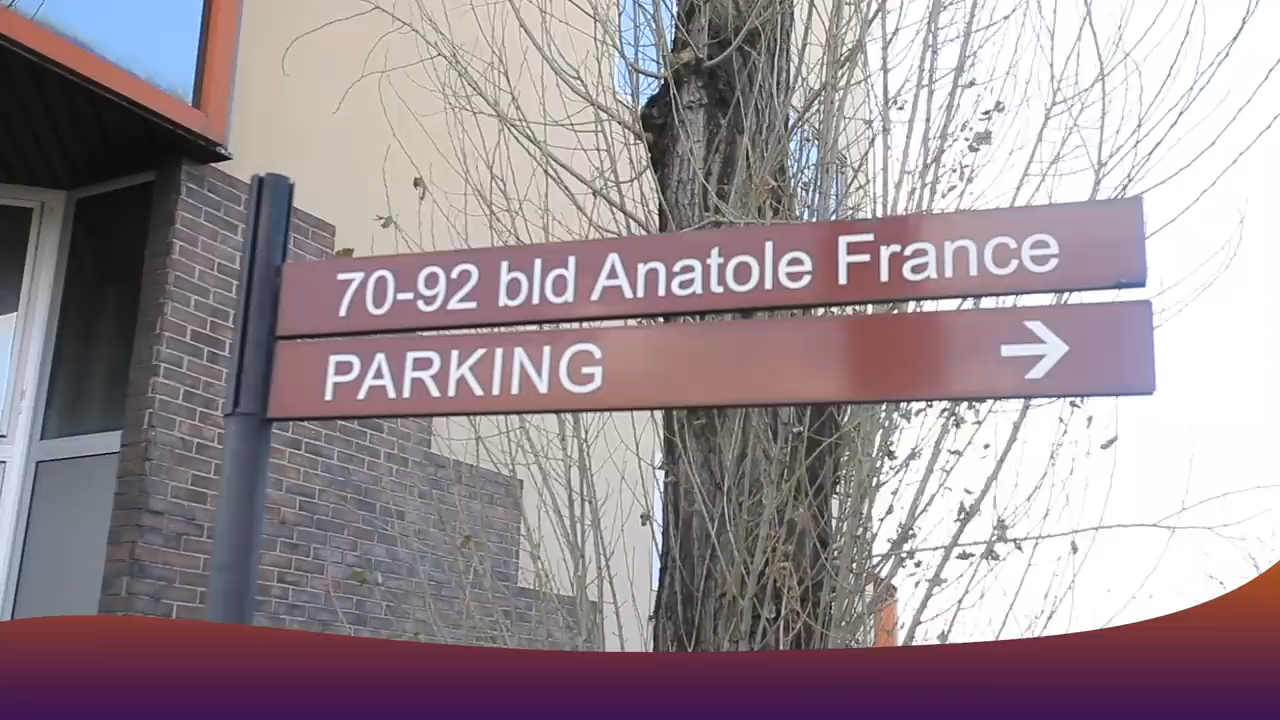 70-92 bld Anatole France
PARKING →